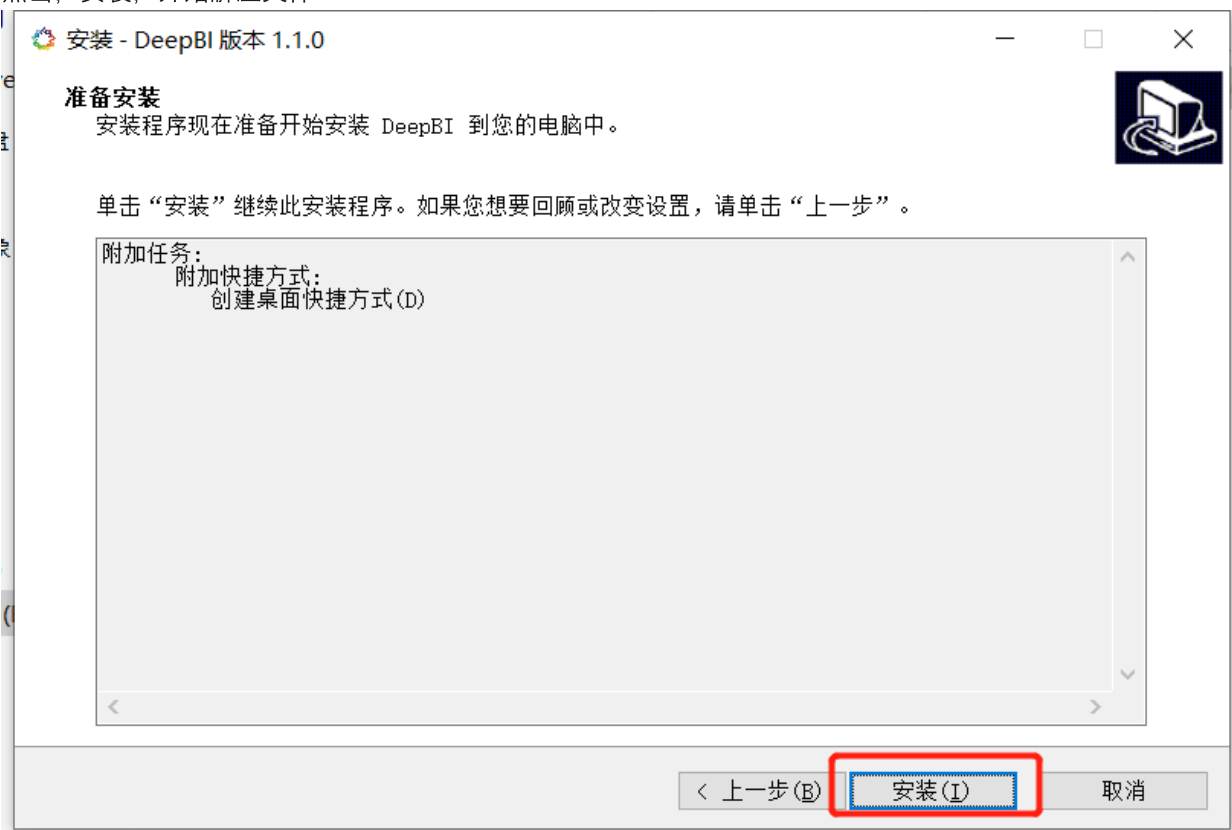 安装 - DeepBI 版本 1.1.0
准备安装
安装程序现在准备开始安装 DeepBI 到您的电脑中。
单击“安装”继续此安装程序。如果您想要回顾或改变设置，请单击“上一步”。
附加任务:
附加快捷方式:
创建桌面快捷方式(D)
< 上一步(B)
安装(I)
取消